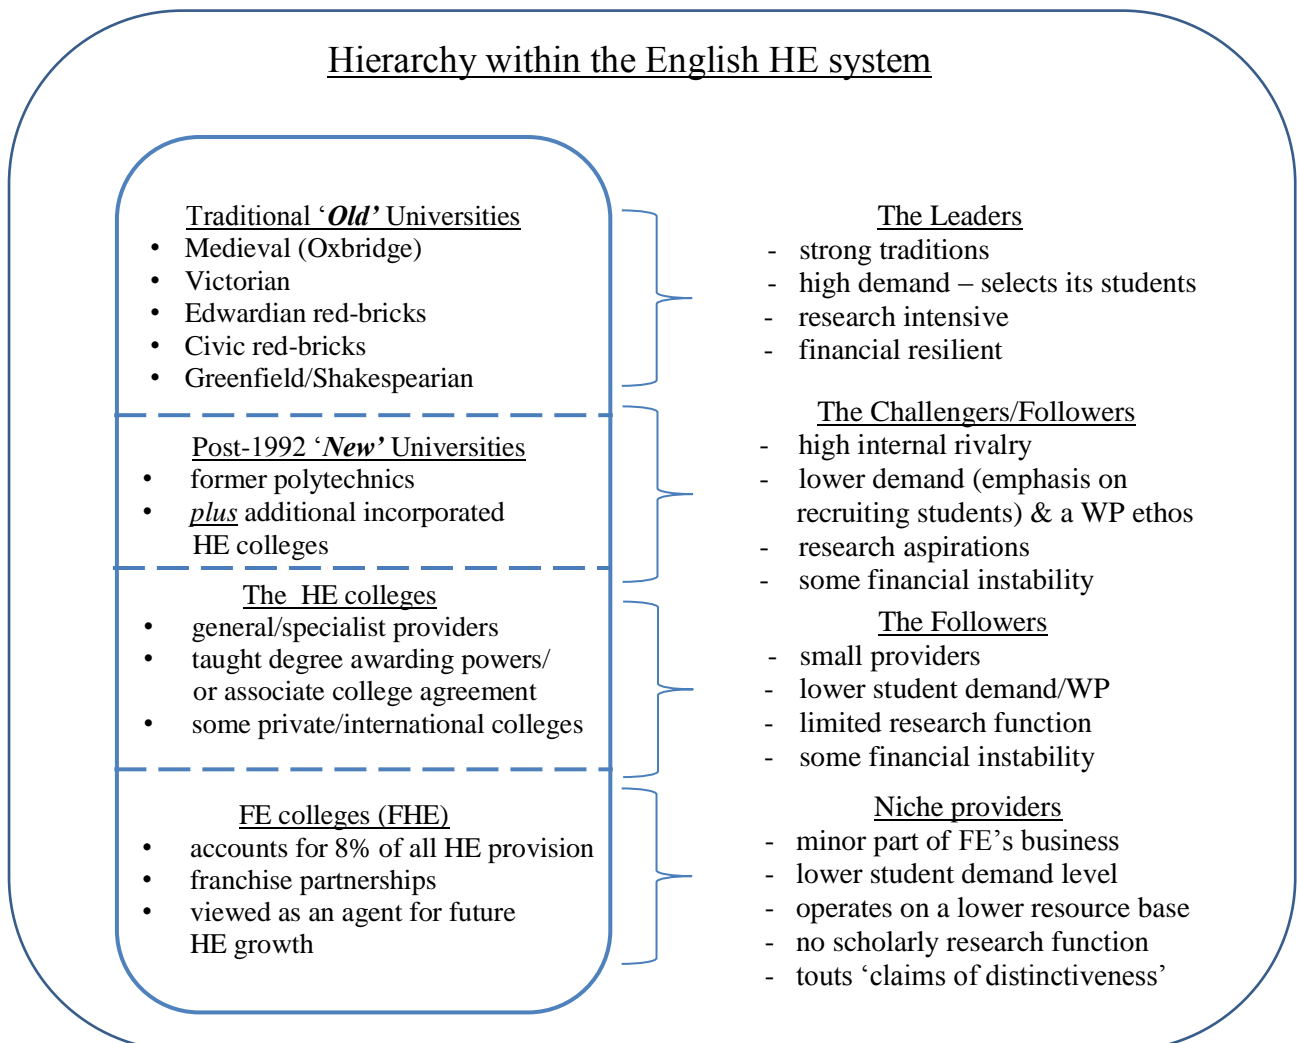 Hierarchy within the English HE system
Traditional ‘Old’ Universities
• Medieval (Oxbridge)
• Victorian
• Edwardian red-bricks
• Civic red-bricks
• Greenfield/Shakespearian
The Leaders
- strong traditions
- high demand – selects its students
- research intensive
- financial resilient
Post-1992 ‘New’ Universities
• former polytechnics
• plus additional incorporated
HE colleges
The Challengers/Followers
- high internal rivalry
- lower demand (emphasis on
recruiting students) & a WP ethos
- research aspirations
- some financial instability
The HE colleges
• general/specialist providers
• taught degree awarding powers/
or associate college agreement
• some private/international colleges
The Followers
- small providers
- lower student demand/WP
- limited research function
- some financial instability
FE colleges (FHE)
• accounts for 8% of all HE provision
• franchise partnerships
• viewed as an agent for future
HE growth
Niche providers
- minor part of FE’s business
- lower student demand level
- operates on a lower resource base
- no scholarly research function
- touts ‘claims of distinctiveness’